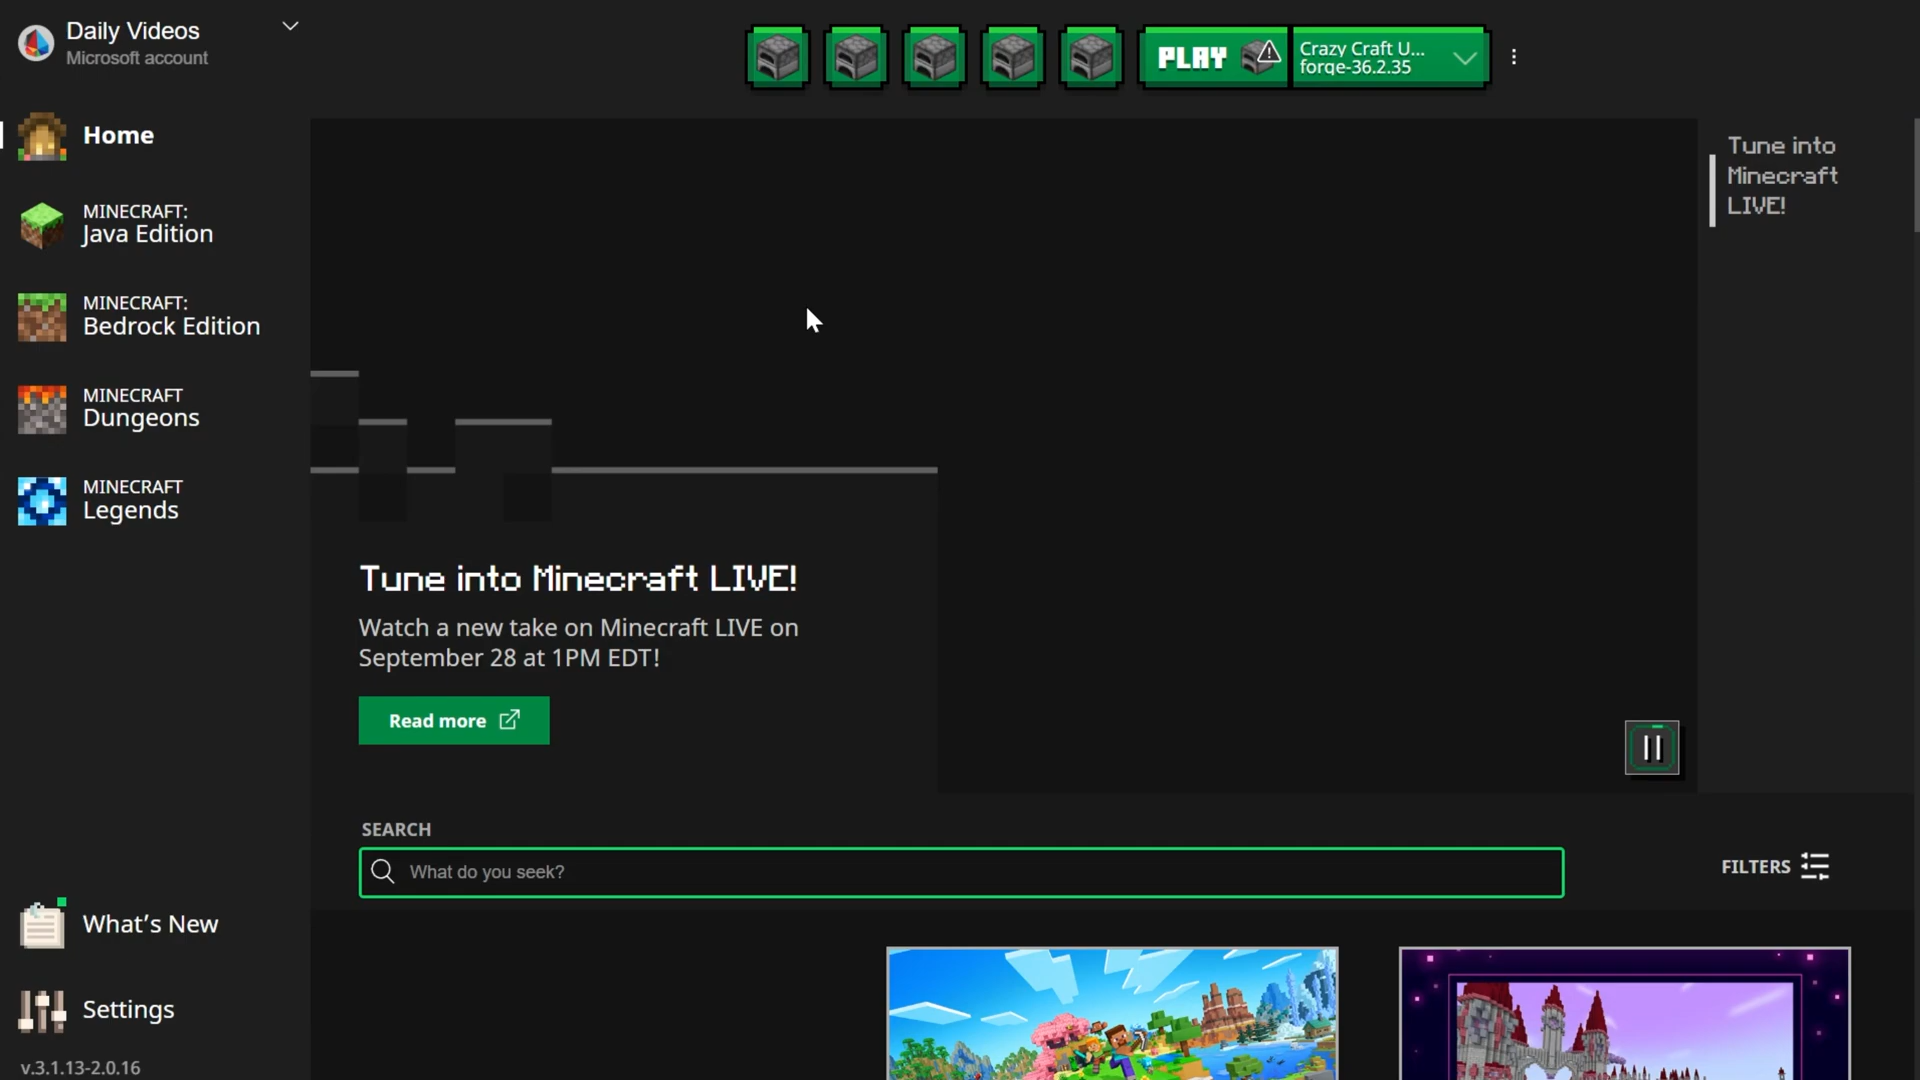 Daily Videos
Microsoft account
PLAY
Crazy Craft U...
forge-36.2.35
Home
MINECRAFT:
Java Edition
MINECRAFT:
Bedrock Edition
MINECRAFT
Dungeons
MINECRAFT
Legends
What's New
Settings
v.3.1.13-2.0.16
Tune into Minecraft LIVE!
Watch a new take on Minecraft LIVE on
September 28 at 1PM EDT!
Read more
Tune into
Minecraft
LIVE!
SEARCH
What do you seek?
FILTERS